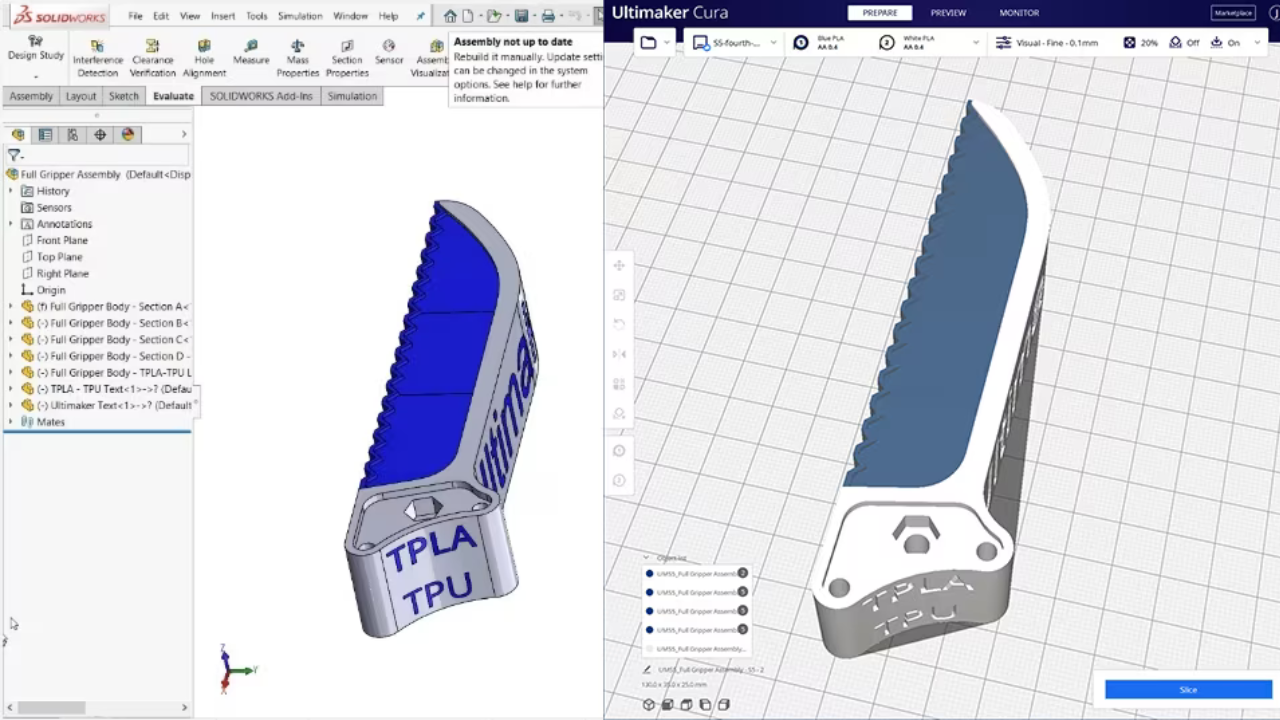 SOLIDWORKS
File Edit View Insert Tools Simulation Window Help
Design Study
Interference Detection
Clearance Verification
Hole Alignment
Measure
Mass Properties
Section Properties
Sensor
Assembly not up to date
Rebuild it manually. Update
can be changed in the system
options. See help for further
information.
Assembly Layout Sketch Evaluate SOLIDWORKS Add-Ins Simulation
Full Gripper Assembly (Default<Disp
History
Sensors
Annotations
Front Plane
Top Plane
Right Plane
Origin
(f) Full Gripper Body - Section A<
(-) Full Gripper Body - Section B<
(-) Full Gripper Body - Section C<
(-) Full Gripper Body - Section D -
(-) Full Gripper Body - TPLA-TPU L
(-) TPLA - TPU Text<1>->? (Defau
(-) Ultimaker Text<1>->? (Default
Mates
Ultima
TPLA
TPU
Z
Y
X
Ultimaker Cura
PREPARE PREVIEW MONITOR
Marketplace
S5-fourth-...
Blue PLA
AA 0.4
White PLA
AA 0.4
Visual - Fine - 0.1mm
20%
Off
On
TPLA
TPU
Object list
UMS5_Full Gripper Assemb
UMS5_Full Gripper Assemb
UMS5_Full Gripper Assemb
UMS5_Full Gripper Assemb
UMS5_Full Gripper Assembly...
UMS5_Full Gripper Assembly . S5 - 2
Slice